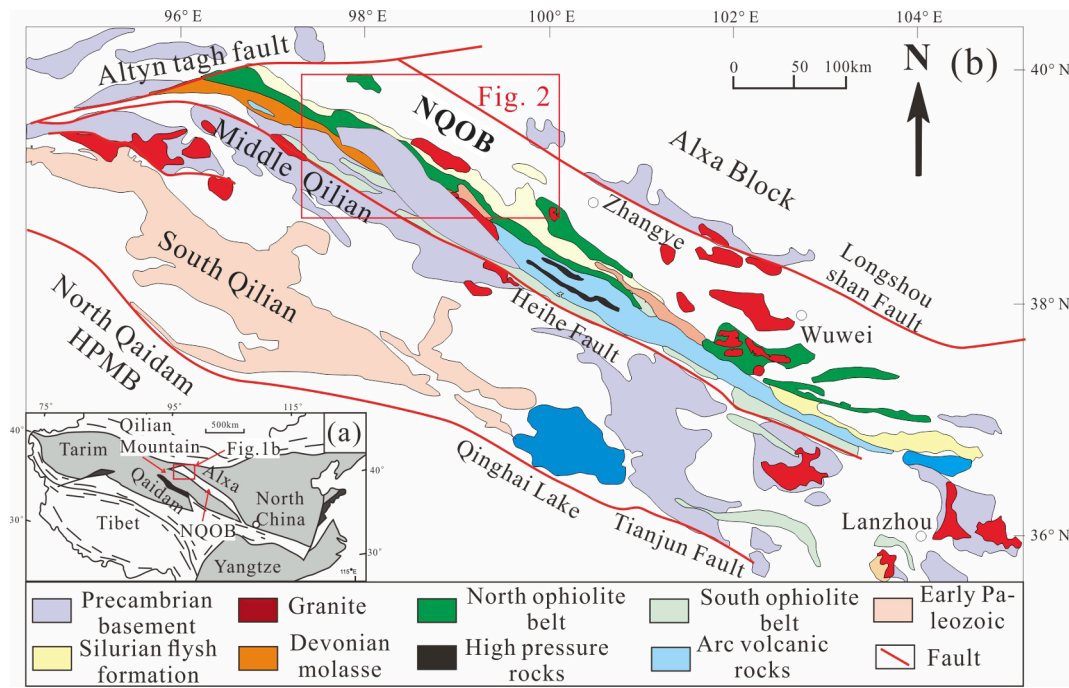 96° E
98° E
100° E
102° E
104° E
Altyn tagh fault
Fig. 2
NQOB
0
50
100km
N
(b)
40° N
Middle Qilian
Alxa Block
Zhangye
South Qilian
Longshou
shan Fault
38° N
North Qaidam
HPMB
Heihe Fault
Wuwei
Qinghai Lake
Tianjun Fault
Lanzhou
36° N
75°
95°
115°
Qilian
Mountain
500km
(a)
Fig.1b
40°
Tarim
Alxa
40°
Qaidam
North
China
NQOB
Tibet
30°
30°
Yangtze
115°E
Precambrian
basement
Granite
North ophiolite
belt
South ophiolite
belt
Early Pa-
leozoic
Silurian flysh
formation
Devonian
molasse
High pressure
rocks
Arc volcanic
rocks
Fault